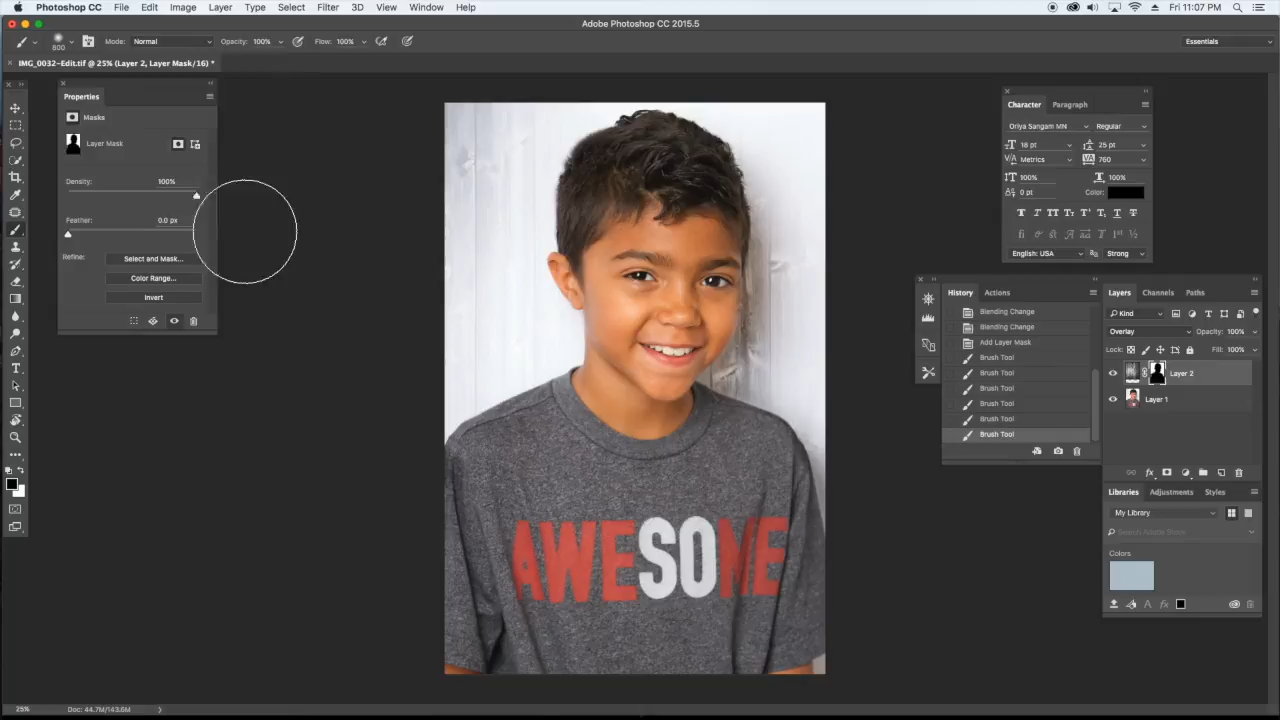 Photoshop CC File Edit Image Layer Type Select Filter 3D View Window Help Fri 11:07 PM
Adobe Photoshop CC 2015.5
800 Mode: Normal Opacity: 100% Flow: 100% Essentials
IMG_0032-Edit.tif @ 25% (Layer 2, Layer Mask/16) *
Properties
Masks
Layer Mask
Density: 100%
Feather: 0.0 px
Refine: Select and Mask...
Color Range...
Invert
AWESOME
Character Paragraph
Oriya Sangam MN Regular
18 pt 25 pt
Metrics 760
100% 100%
0 pt Color:
English: USA Strong
History Actions
Blending Change
Blending Change
Add Layer Mask
Brush Tool
Brush Tool
Brush Tool
Brush Tool
Brush Tool
Brush Tool
Layers Channels Paths
Kind
Overlay Opacity: 100%
Lock: Fill: 100%
Layer 2
Layer 1
Libraries Adjustments Styles
My Library
Search Adobe Stock
Colors
25% Doc: 44.7M/143.6M